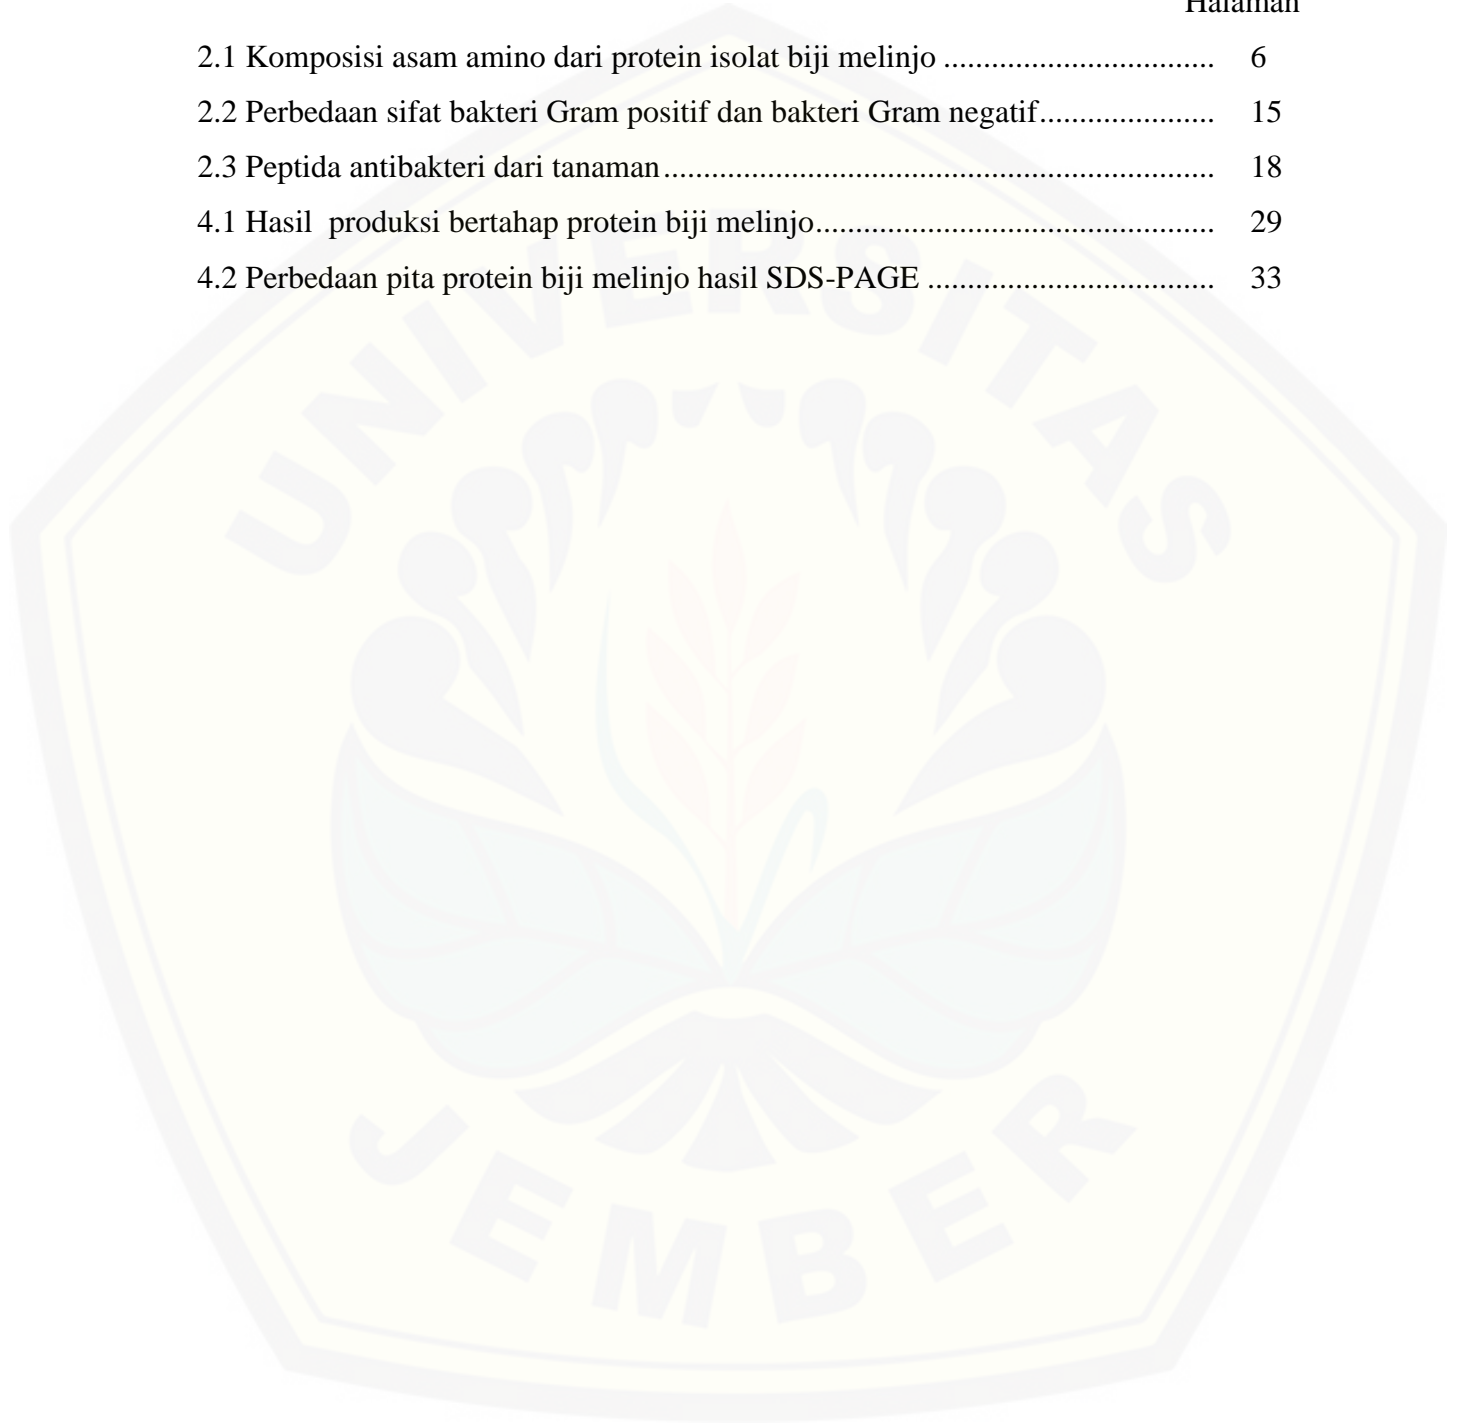 Halaman
2.1 Komposisi asam amino dari protein isolat biji melinjo .................................. 6
2.2 Perbedaan sifat bakteri Gram positif dan bakteri Gram negatif...................... 15
2.3 Peptida antibakteri dari tanaman...................................................................... 18
4.1 Hasil  produksi bertahap protein biji melinjo................................................... 29
4.2 Perbedaan pita protein biji melinjo hasil SDS-PAGE .................................... 33
UNIVERSITAS
JEMBER